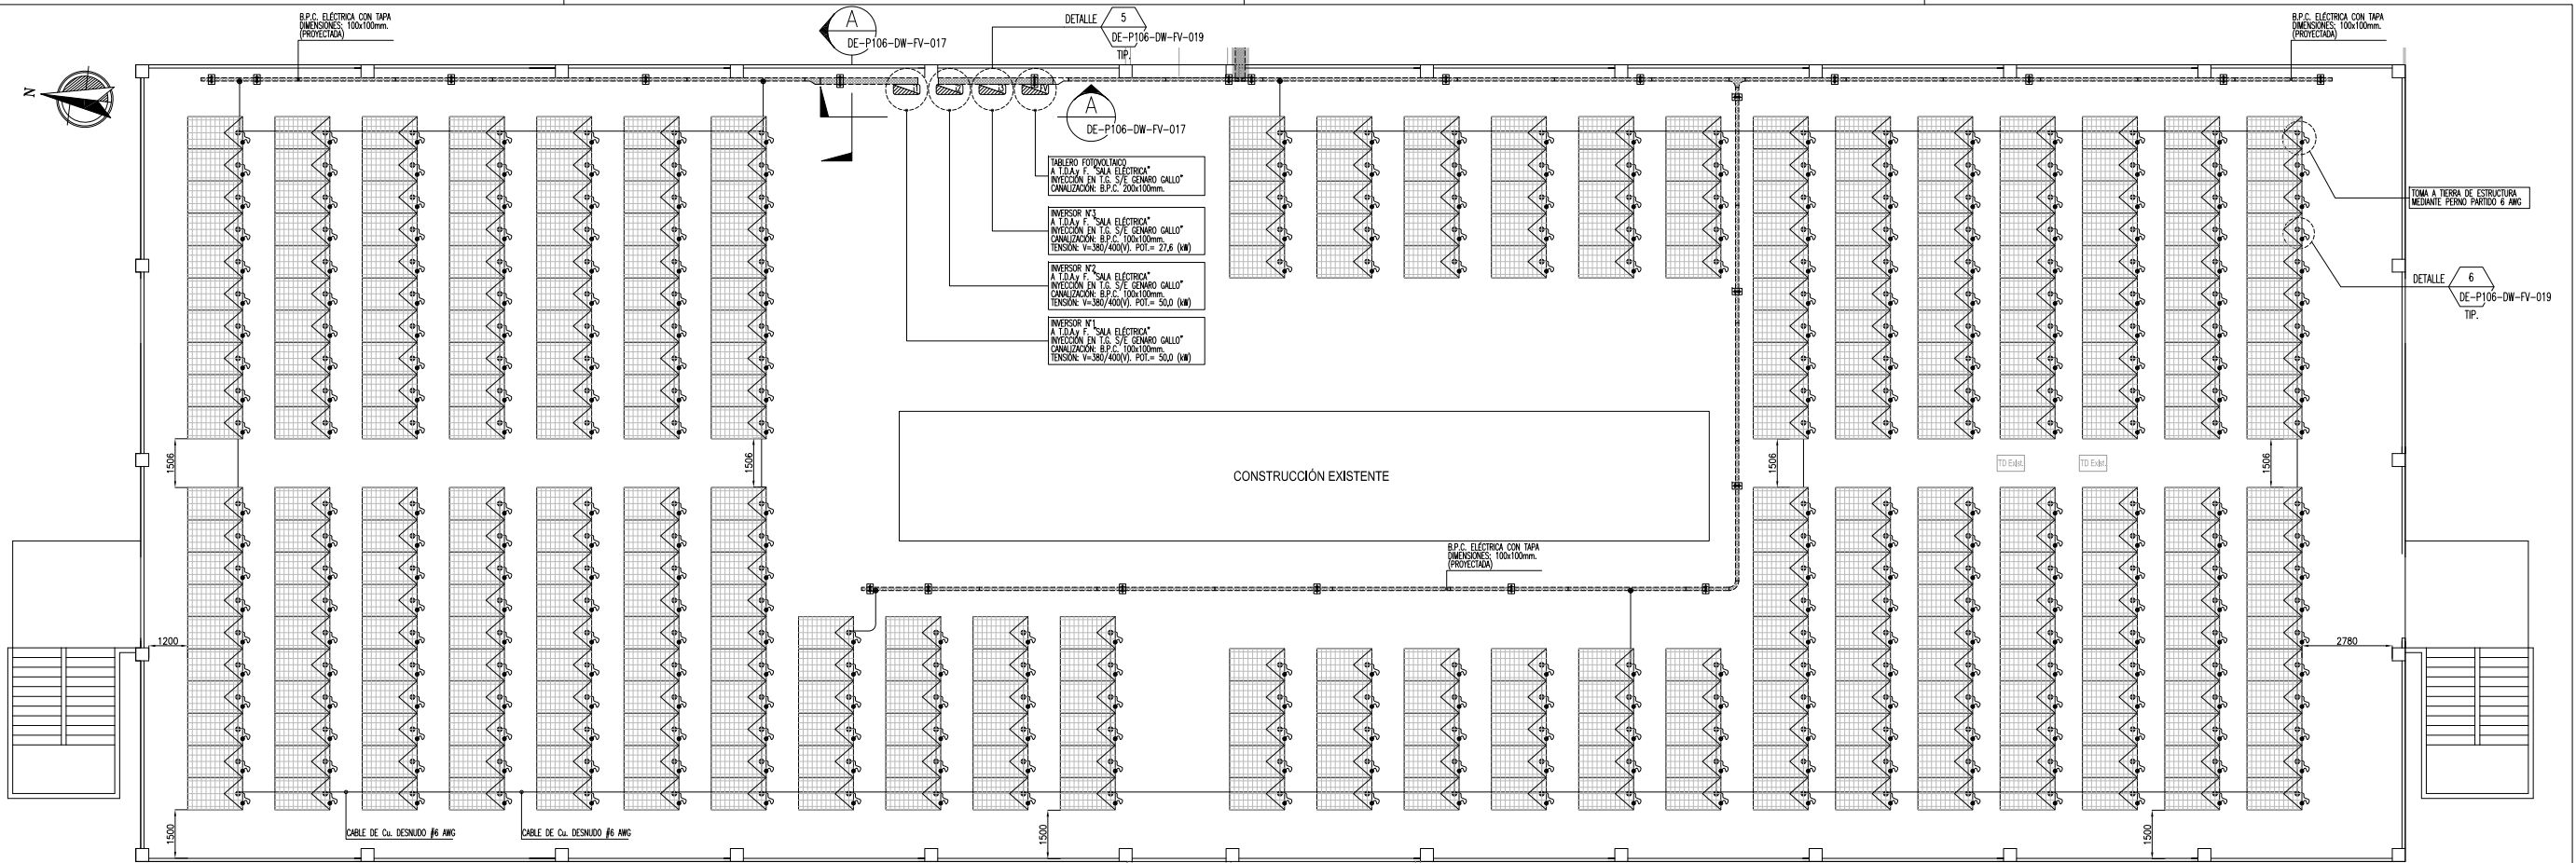 B.P.C. ELÉCTRICA CON TAPA
DIMENSIONES: 100x100mm.
(PROYECTADA)
A
DE-P106-DW-FV-017
DETALLE 5
DE-P106-DW-FV-019
TIP.
B.P.C. ELÉCTRICA CON TAPA
DIMENSIONES: 100x100mm.
(PROYECTADA)
N
A
DE-P106-DW-FV-017
TABLERO FOTOVOLTAICO
A T.D.A.y F. "SALA ELÉCTRICA"
INYECCIÓN EN T.G. S/E GENARO GALLO"
CANALIZACIÓN: B.P.C. 200x100mm.
INVERSOR N°3
A T.D.A.y F. "SALA ELÉCTRICA"
INYECCIÓN EN T.G. S/E GENARO GALLO"
CANALIZACIÓN: B.P.C. 100x100mm.
TENSIÓN: V=380/400(V). POT.= 27,6 (kW)
INVERSOR N°2
A T.D.A.y F. "SALA ELÉCTRICA"
INYECCIÓN EN T.G. S/E GENARO GALLO"
CANALIZACIÓN: B.P.C. 100x100mm.
TENSIÓN: V=380/400(V). POT.= 50,0 (kW)
INVERSOR N°1
A T.D.A.y F. "SALA ELÉCTRICA"
INYECCIÓN EN T.G. S/E GENARO GALLO"
CANALIZACIÓN: B.P.C. 100x100mm.
TENSIÓN: V=380/400(V). POT.= 50,0 (kW)
TOMA A TIERRA DE ESTRUCTURA
MEDIANTE PERNO PARTIDO 6 AWG
DETALLE 6
DE-P106-DW-FV-019
TIP.
1506
1506
1506
1506
TD Exist.
TD Exist.
CONSTRUCCIÓN EXISTENTE
B.P.C. ELÉCTRICA CON TAPA
DIMENSIONES: 100x100mm.
(PROYECTADA)
1200
2780
1500
CABLE DE Cu. DESNUDO #6 AWG
CABLE DE Cu. DESNUDO #6 AWG
1500
1500